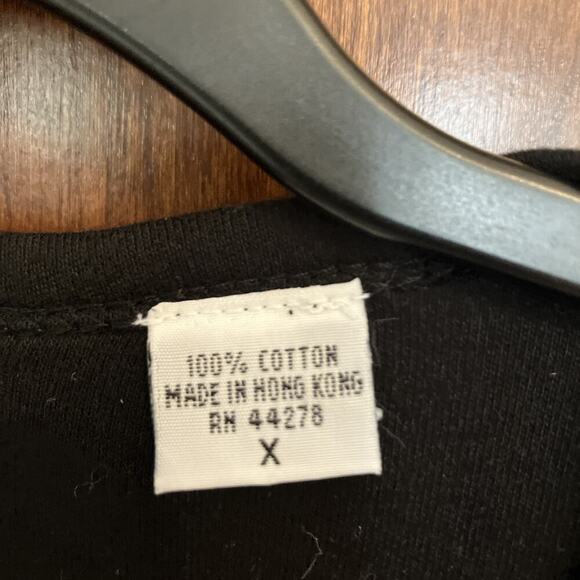 100% COTTON
MADE IN HONG KONG
RN 44278
X